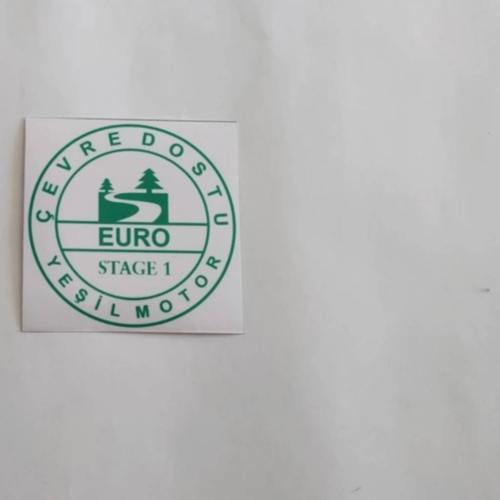 ÇEVRE DOSTU
EURO
STAGE 1
YEŞİL MOTOR